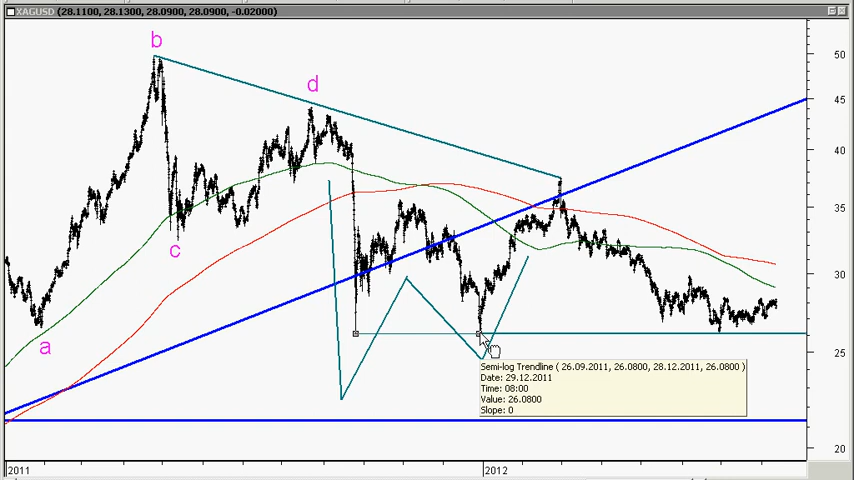 XAGUSD (28.1100, 28.1300, 28.0900, 28.0900, -0.02000)
b
d
c
a
50
45
40
35
30
25
20
Semi-log Trendline ( 26.09.2011, 26.0800, 28.12.2011, 26.0800 )
Date: 29.12.2011
Time: 08:00
Value: 26.0800
Slope: 0
2011
2012